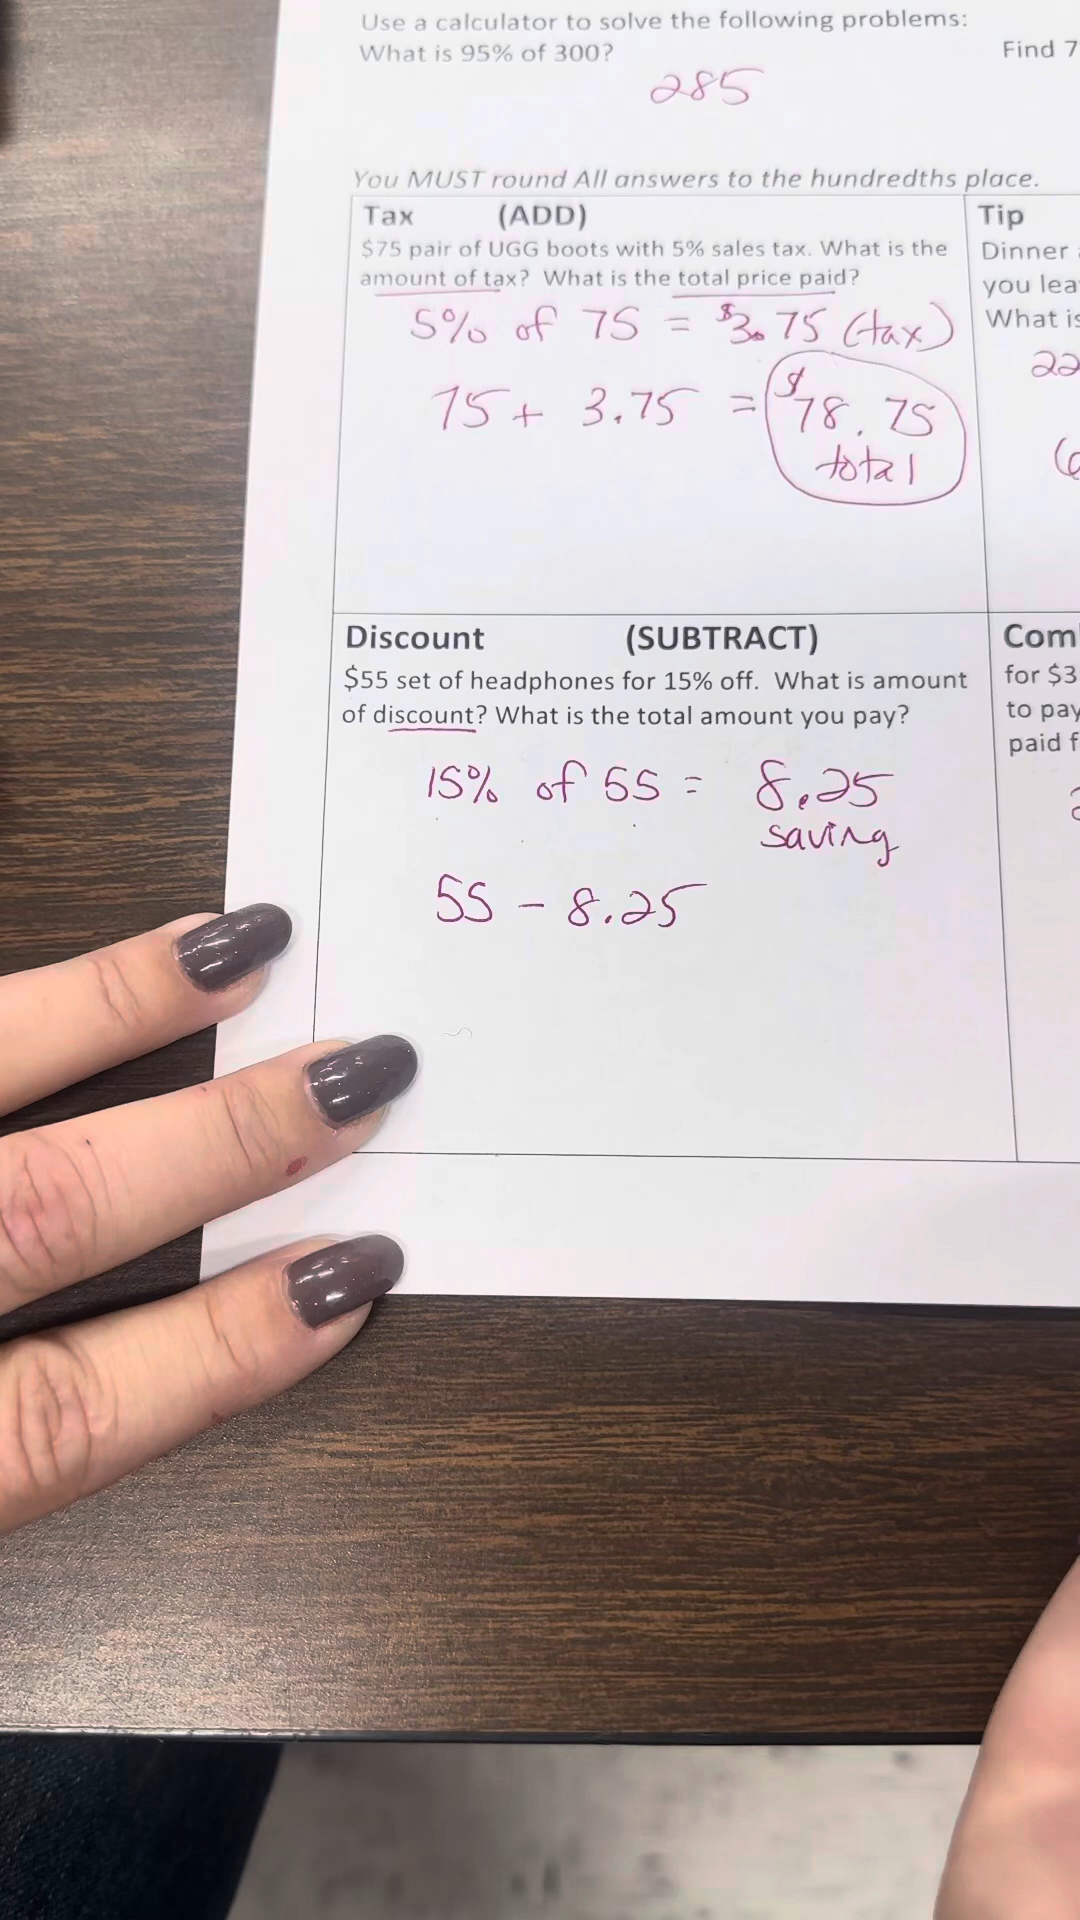 Use a calculator to solve the following problems:
What is 95% of 300?
Find 7
285
You MUST round All answers to the hundredths place.
Tax (ADD)
$75 pair of UGG boots with 5% sales tax. What is the
amount of tax? What is the total price paid?
5% of 75 = $3.75 (tax)
75 + 3.75 = $78.75
total
Tip
Dinner
you lea
What is
22
Discount (SUBTRACT)
$55 set of headphones for 15% off. What is amount
of discount? What is the total amount you pay?
15% of 55 = 8.25
saving
55 - 8.25
Com
for $3
to pay
paid f